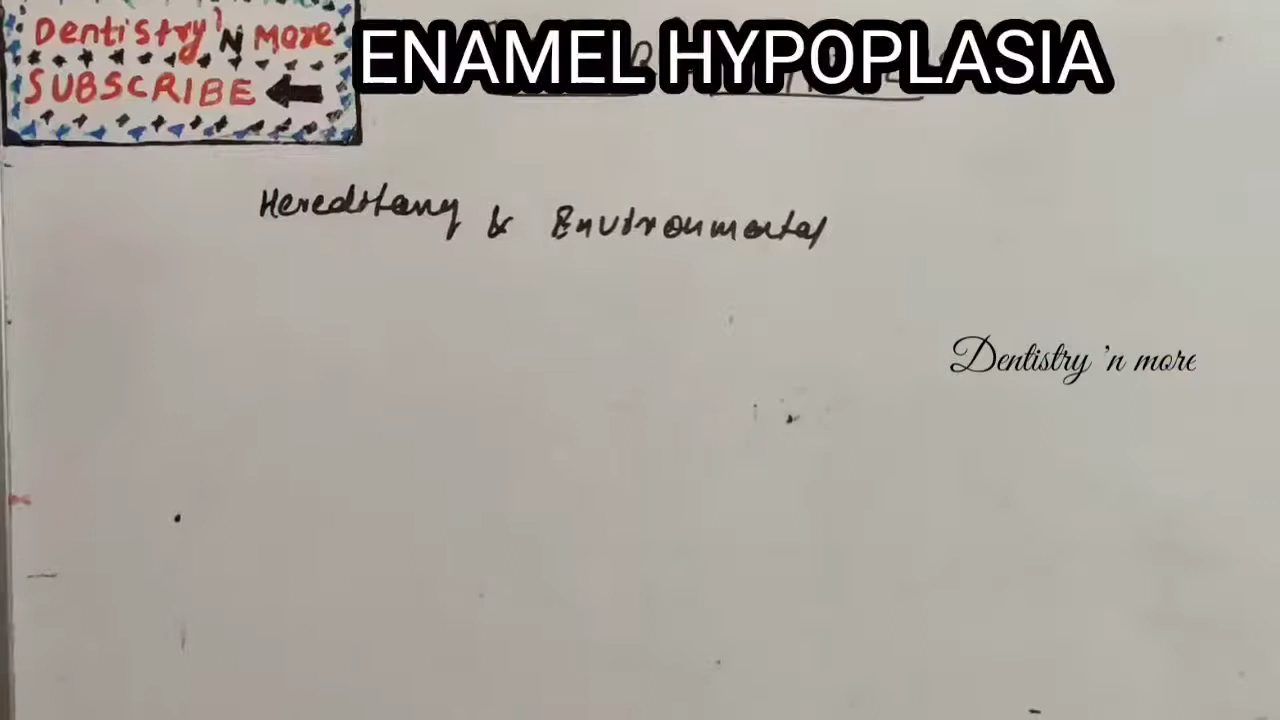 Dentistry 'N More
SUBSCRIBE
ENAMEL HYPOPLASIA
Hereditary & Environmental
Dentistry 'n more